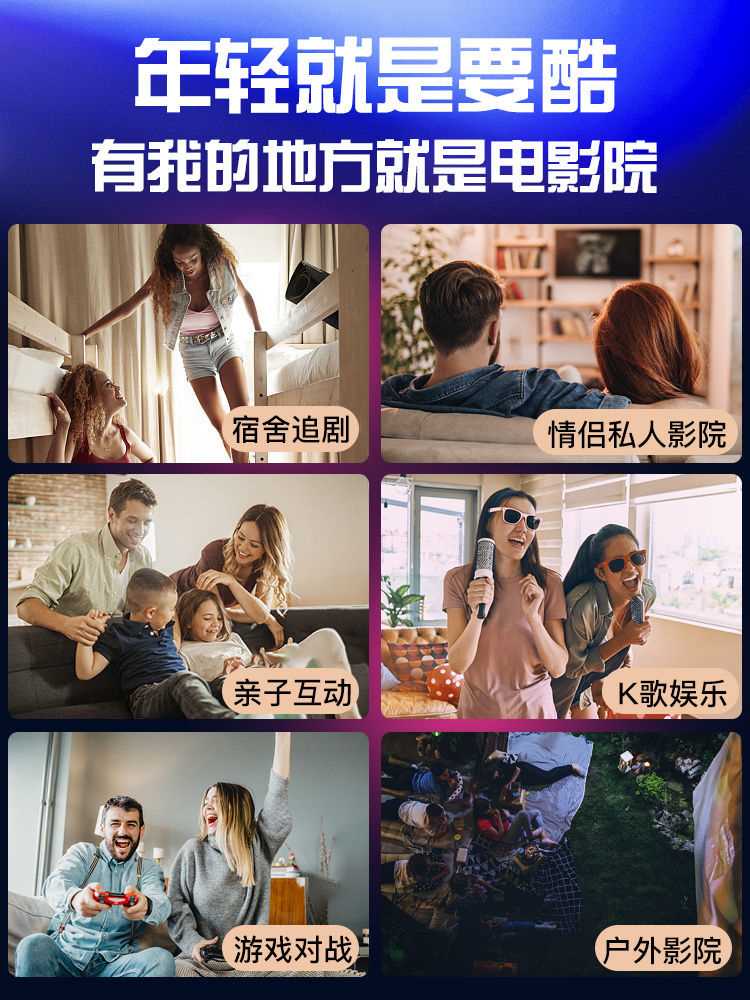 年轻就是要酷
有我的地方就是电影院
宿舍追剧
情侣私人影院
亲子互动
K歌娱乐
游戏对战
户外影院